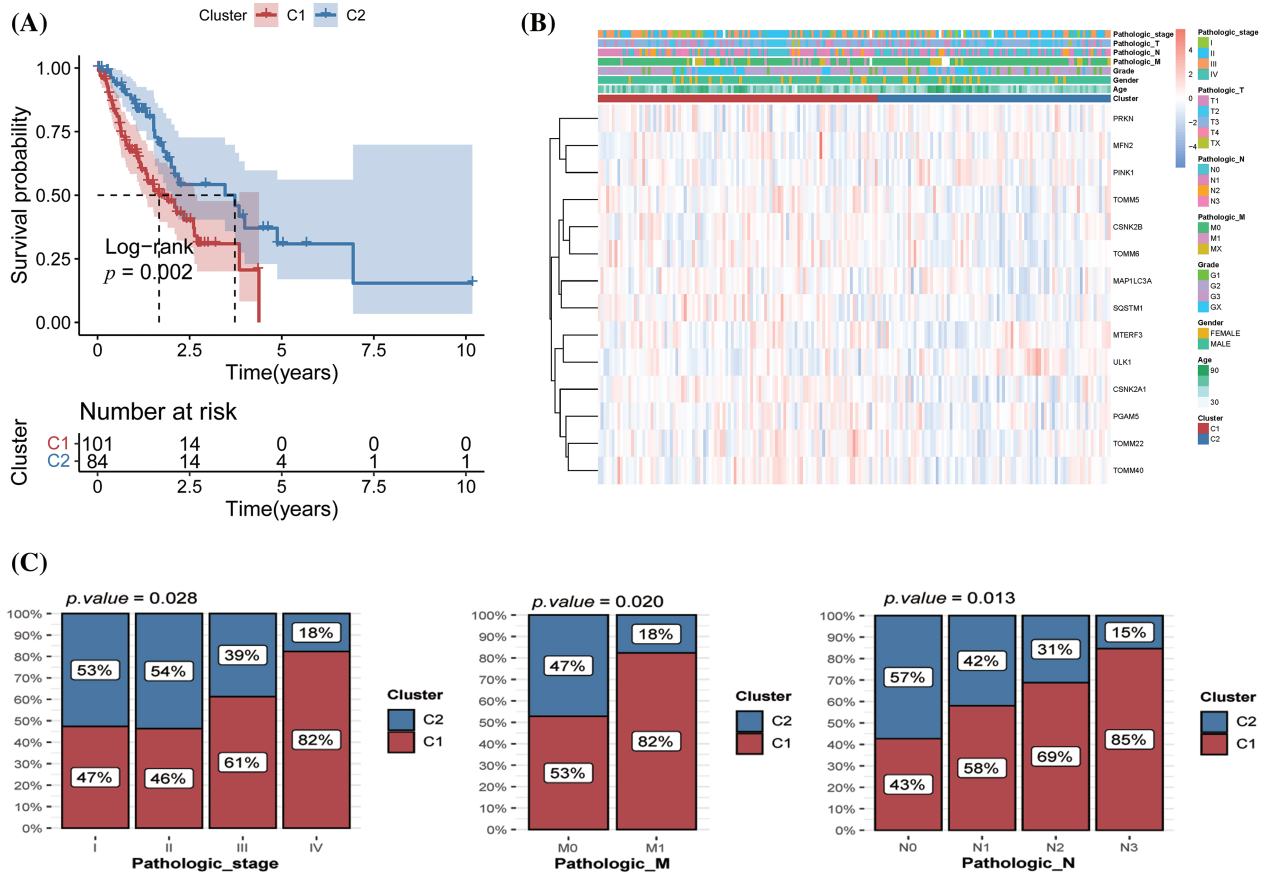 (A)
Cluster C1 C2
1.00
0.75
0.50
0.25
0.00
Survival probability
Log-rank
p = 0.002
0 2.5 5 7.5 10
Time(years)
Number at risk
Cluster
C1 101 14 0 0 0
C2 84 14 4 1 1
0 2.5 5 7.5 10
Time(years)
(B)
Pathologic_stage
Pathologic_T
Pathologic_N
Pathologic_M
Grade
Gender
Age
Cluster
PRKN
MFN2
PINK1
TOMM5
CSNK2B
TOMM6
MAP1LC3A
SQSTM1
MTERF3
ULK1
CSNK2A1
PGAM5
TOMM22
TOMM40
4
2
0
−2
−4
Pathologic_stage
I
II
III
IV
Pathologic_T
T1
T2
T3
T4
TX
Pathologic_N
N0
N1
N2
N3
Pathologic_M
M0
M1
MX
Grade
G1
G2
G3
GX
Gender
FEMALE
MALE
Age
90
30
Cluster
C1
C2
(C)
p.value = 0.028
100%
90%
80%
70%
60%
50%
40%
30%
20%
10%
0%
53% 54% 39% 18%
47% 46% 61% 82%
I II III IV
Pathologic_stage
Cluster
C2
C1
p.value = 0.020
100%
90%
80%
70%
60%
50%
40%
30%
20%
10%
0%
47% 18%
53% 82%
M0 M1
Pathologic_M
Cluster
C2
C1
p.value = 0.013
100%
90%
80%
70%
60%
50%
40%
30%
20%
10%
0%
57% 42% 31% 15%
43% 58% 69% 85%
N0 N1 N2 N3
Pathologic_N
Cluster
C2
C1